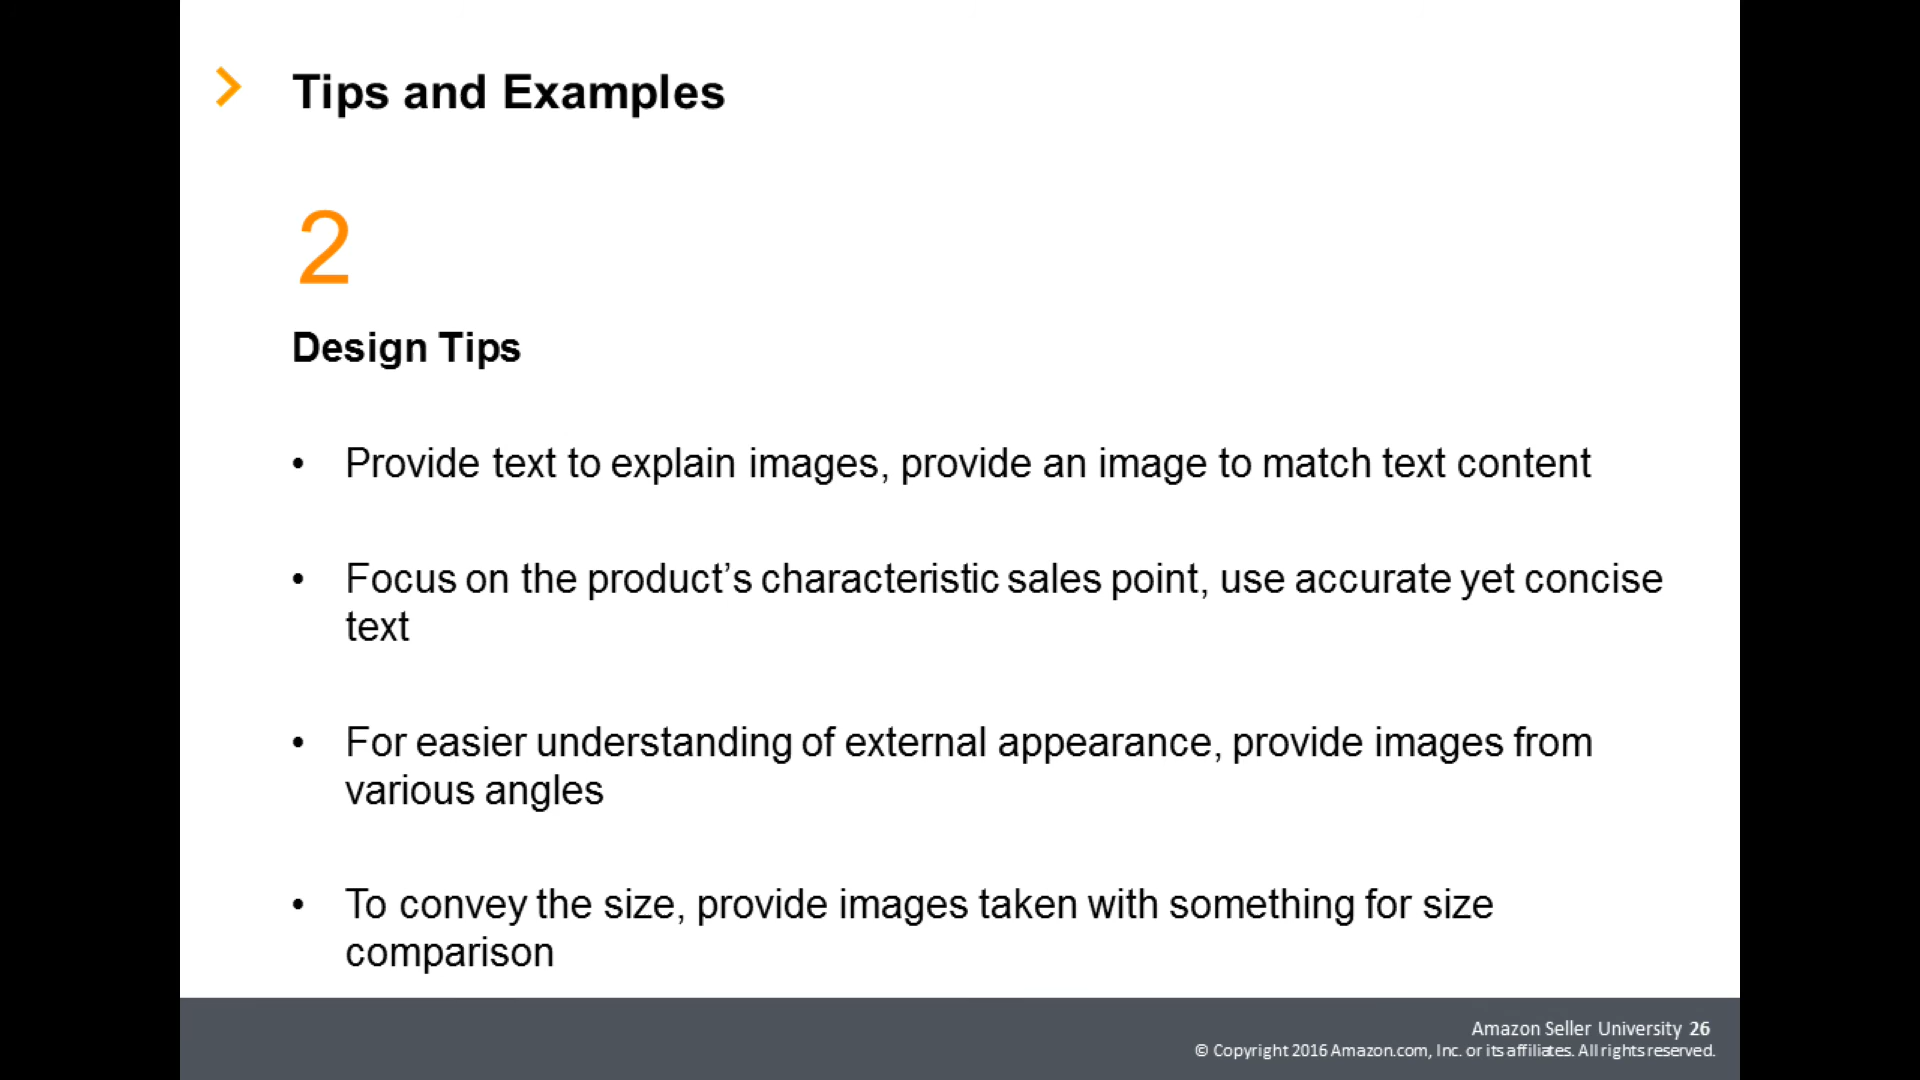 Tips and Examples
2
Design Tips
• Provide text to explain images, provide an image to match text content
• Focus on the product’s characteristic sales point, use accurate yet concise
text
• For easier understanding of external appearance, provide images from
various angles
• To convey the size, provide images taken with something for size
comparison
Amazon Seller University 26
© Copyright 2016 Amazon.com, Inc. or its affiliates. All rights reserved.